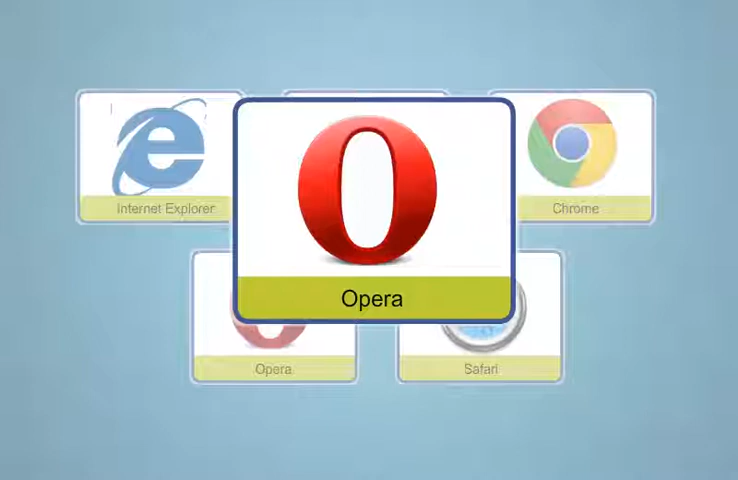 Internet Explorer
Chrome
Opera
Opera
Safari